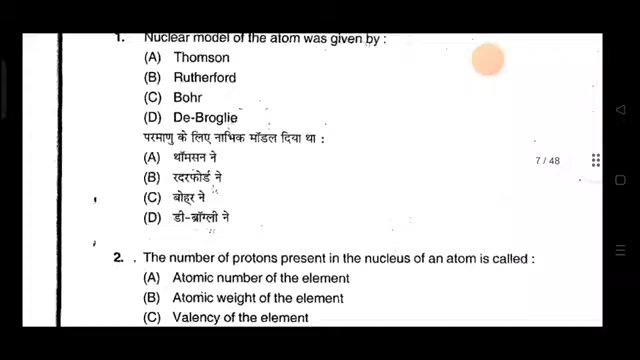 1. Nuclear model of the atom was given by :
(A) Thomson
(B) Rutherford
(C) Bohr
(D) De-Broglie
परमाणु के लिए नाभिक मॉडल दिया था :
(A) थॉमसन ने
(B) रदरफोर्ड ने
(C) बोह्र ने
(D) डी-ब्रॉग्ली ने
7 / 48
2. The number of protons present in the nucleus of an atom is called :
(A) Atomic number of the element
(B) Atomic weight of the element
(C) Valency of the element